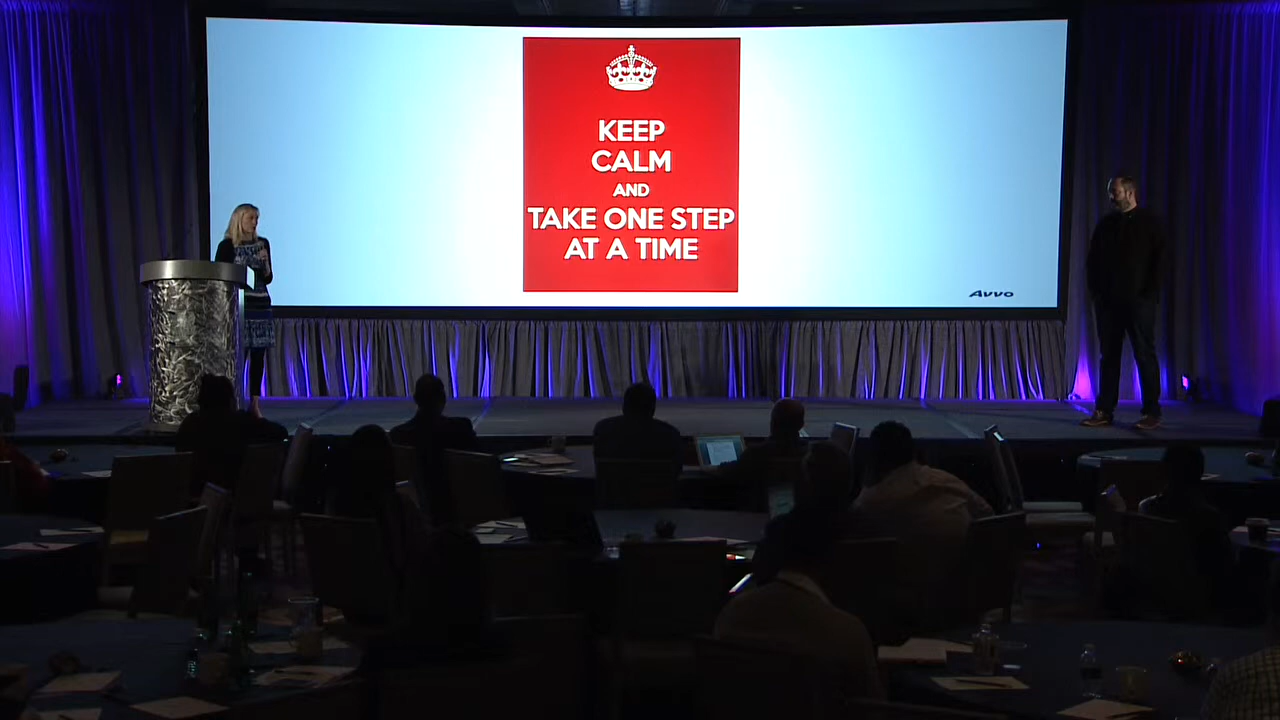 KEEP
CALM
AND
TAKE ONE STEP
AT A TIME
Avvo